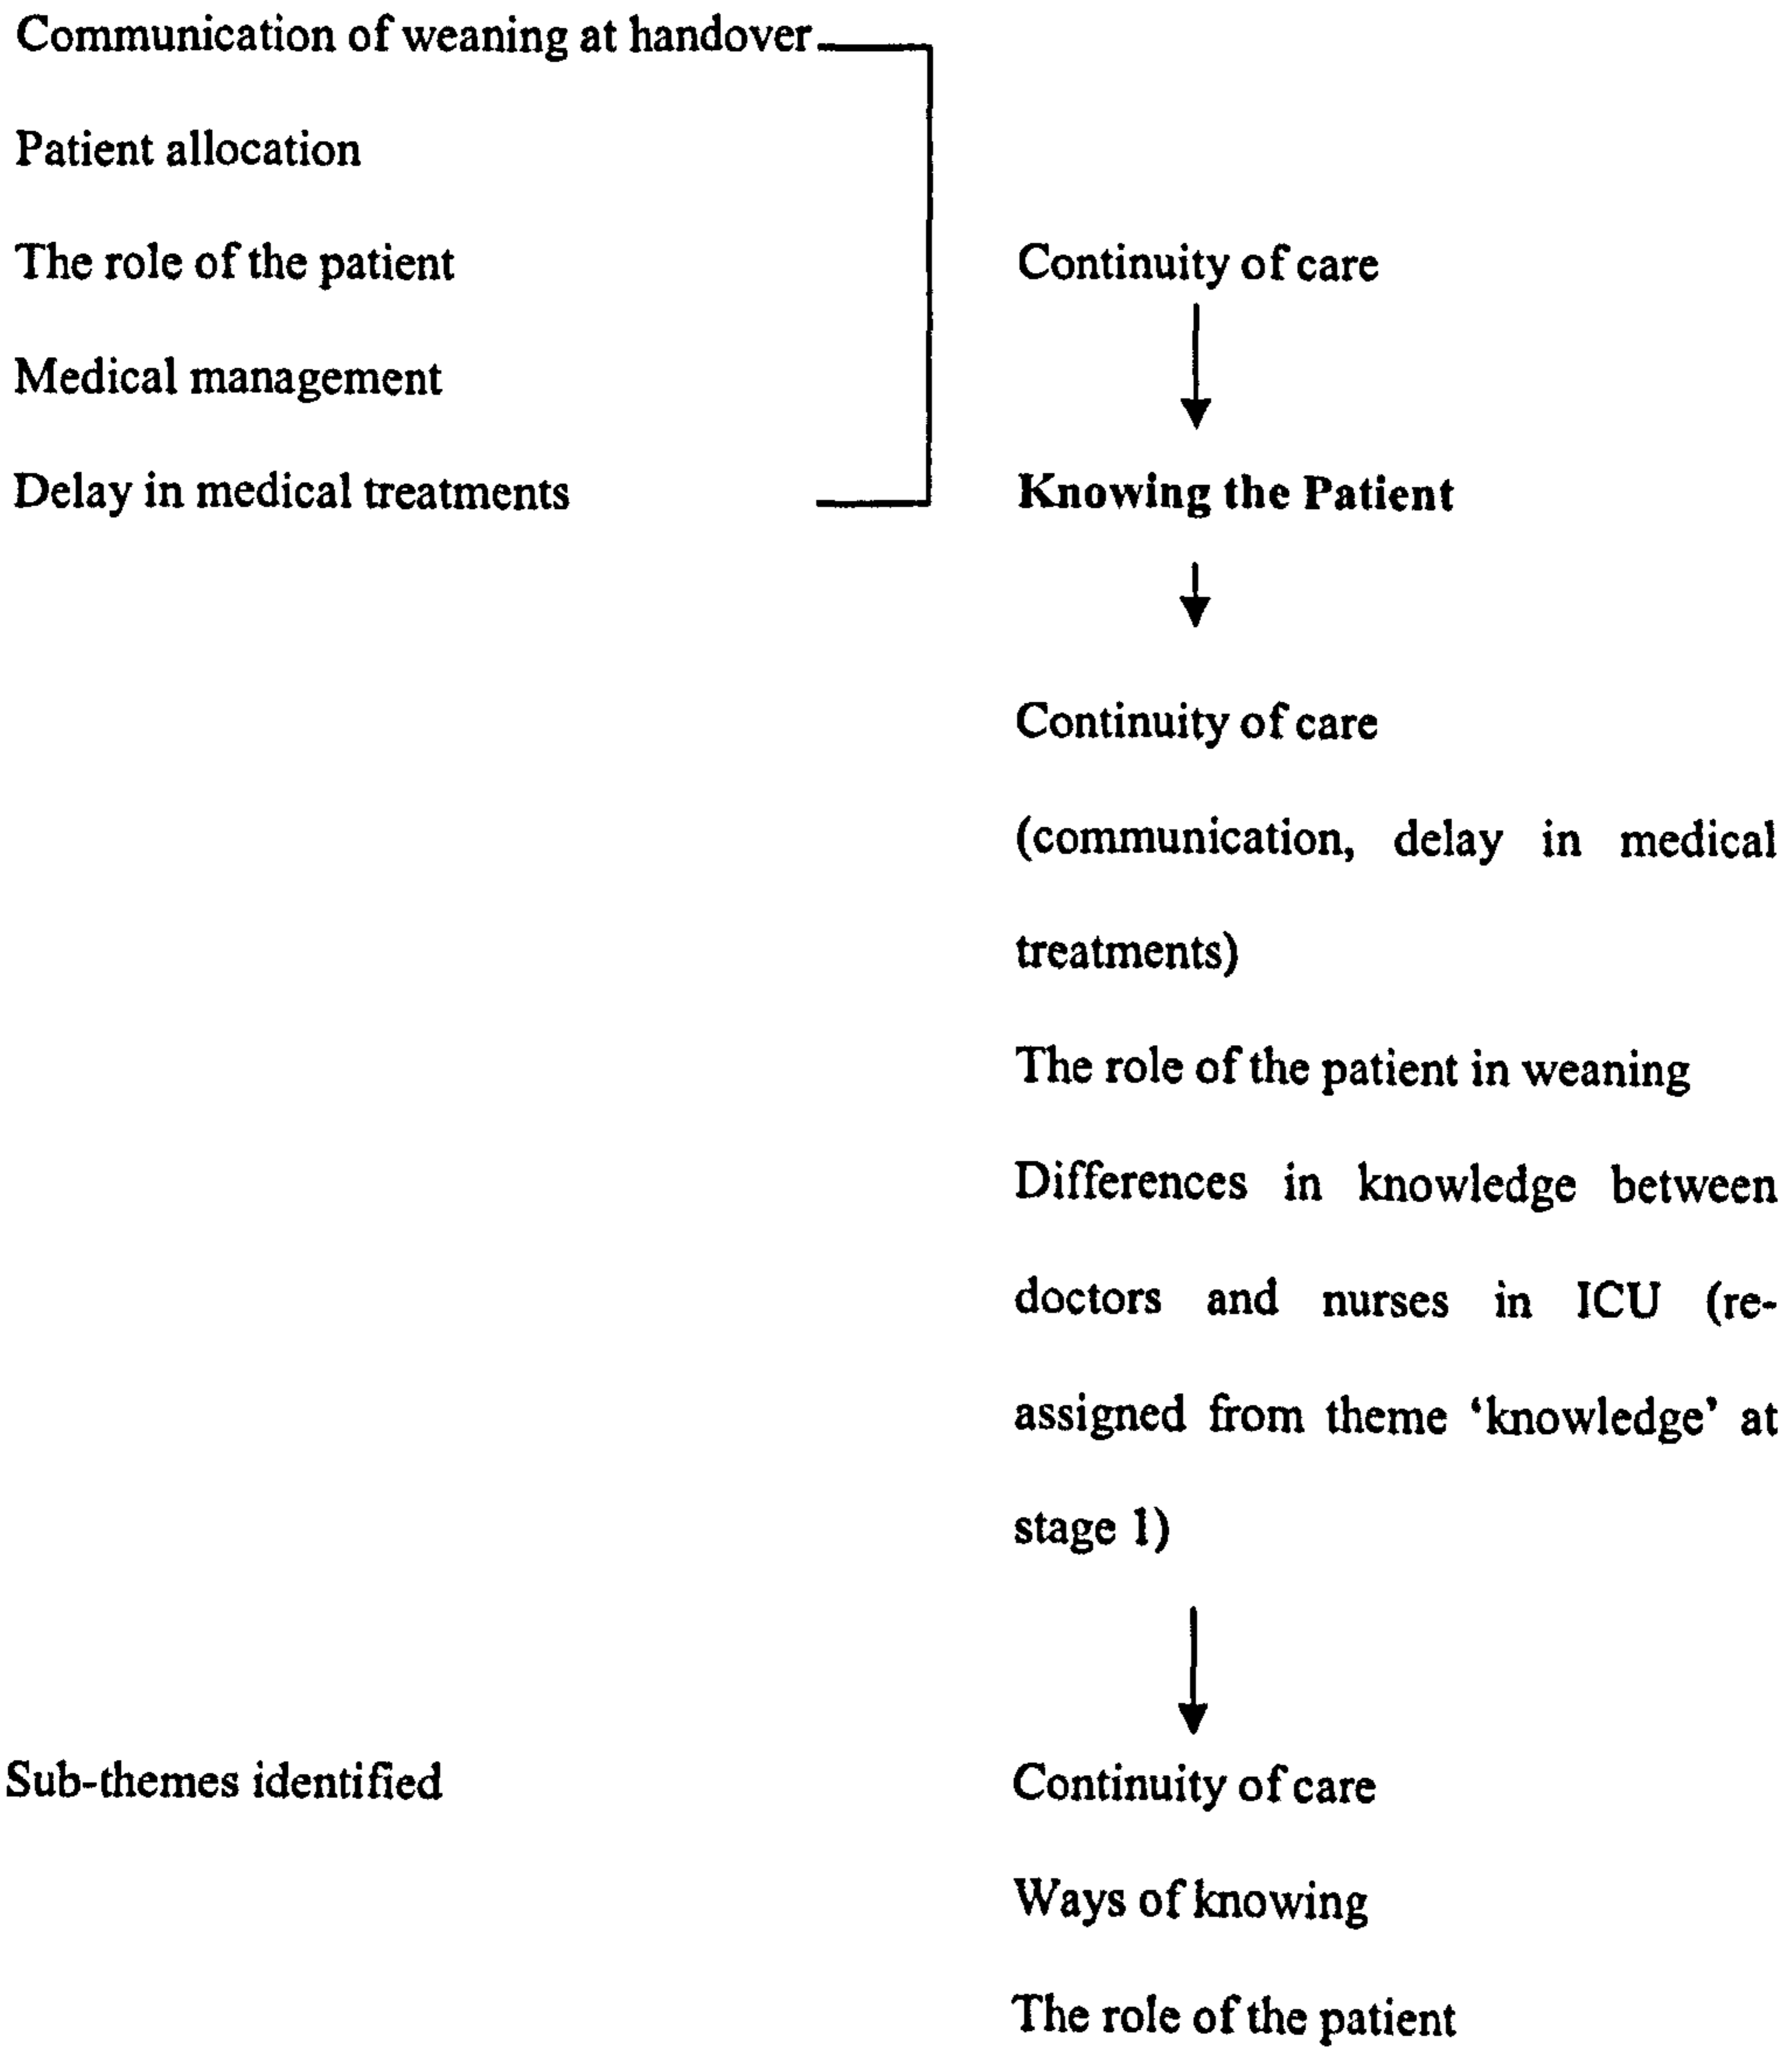 Communication of weaning at handover
Patient allocation
The role of the patient
Continuity of care
Medical management
Delay in medical treatments
Knowing the Patient
Continuity of care
(communication, delay in medical
treatments)
The role of the patient in weaning
Differences in knowledge between
doctors and nurses in ICU (re-
assigned from theme ‘knowledge’ at
stage 1)
Sub-themes identified
Continuity of care
Ways of knowing
The role of the patient